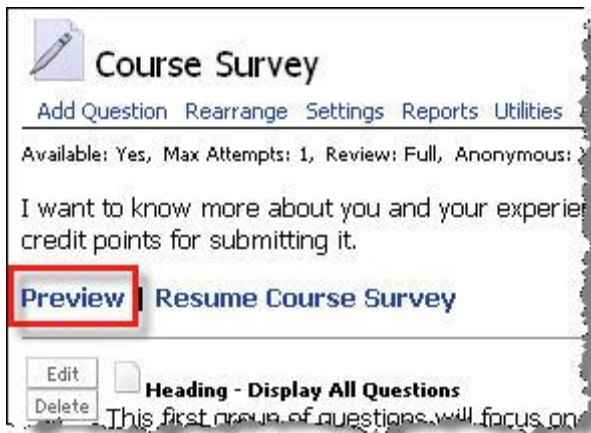 Course Survey
Add Question Rearrange Settings Reports Utilities
Available: Yes, Max Attempts: 1, Review: Full, Anonymous:
I want to know more about you and your
credit points for submitting it.
Preview | Resume Course Survey
Edit
Heading - Display All Questions
Delete
This first group of questions will focus on